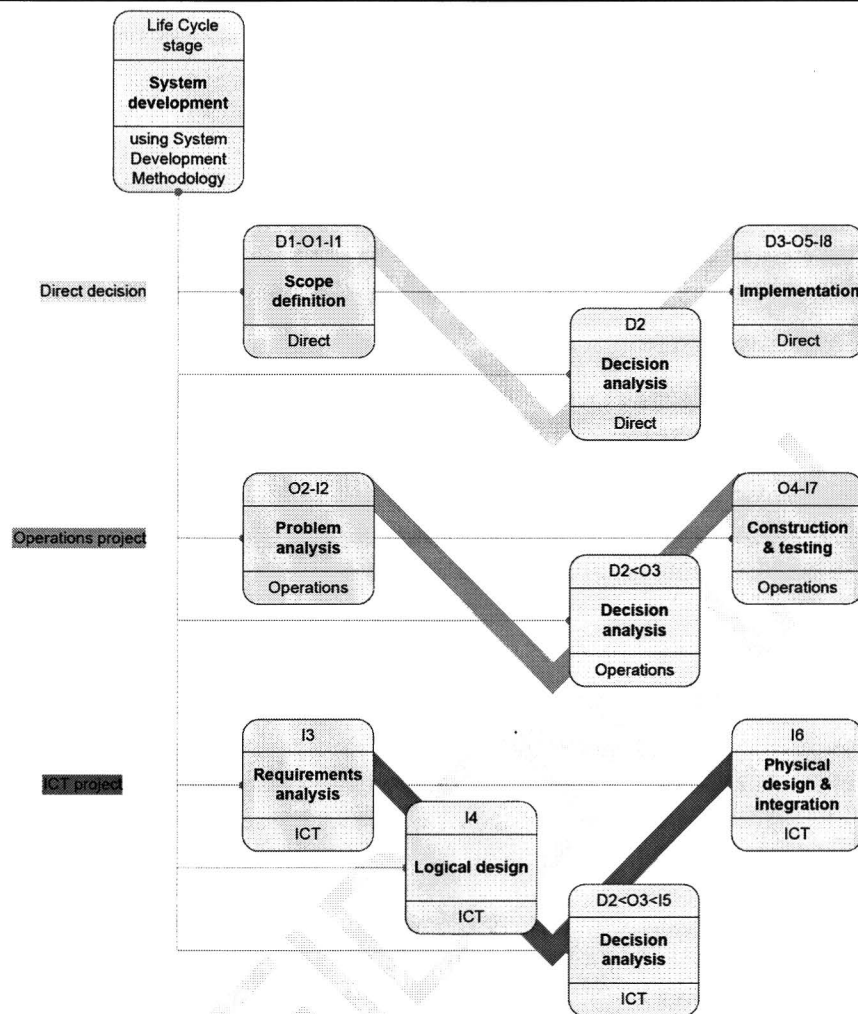 Life Cycle
stage
System
development
using System
Development
Methodology
Direct decision
D1-O1-I1
Scope
definition
Direct
D2
Decision
analysis
Direct
D3-O5-I8
Implementation
Direct
Operations project
O2-I2
Problem
analysis
Operations
D2<O3
Decision
analysis
Operations
O4-I7
Construction
& testing
Operations
ICT project
I3
Requirements
analysis
ICT
I4
Logical design
ICT
D2<O3<I5
Decision
analysis
ICT
I6
Physical
design &
integration
ICT